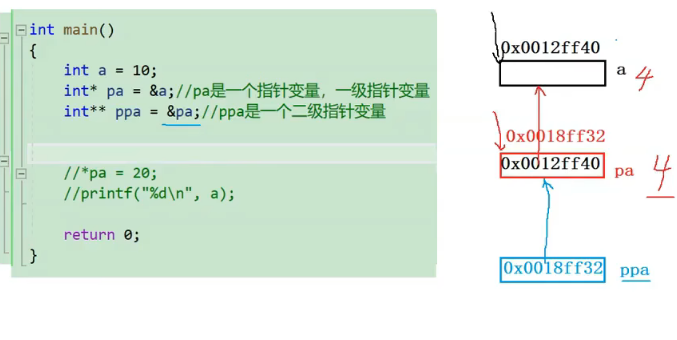 int main()
{
int a = 10;
int* pa = &a;//pa是一个指针变量，一级指针变量
int** ppa = &pa;//ppa是一个二级指针变量
//*pa = 20;
//printf("%d\n", a);
return 0;
}
0x0012ff40
a 4
0x0018ff32
0x0012ff40 pa 4
0x0018ff32 ppa